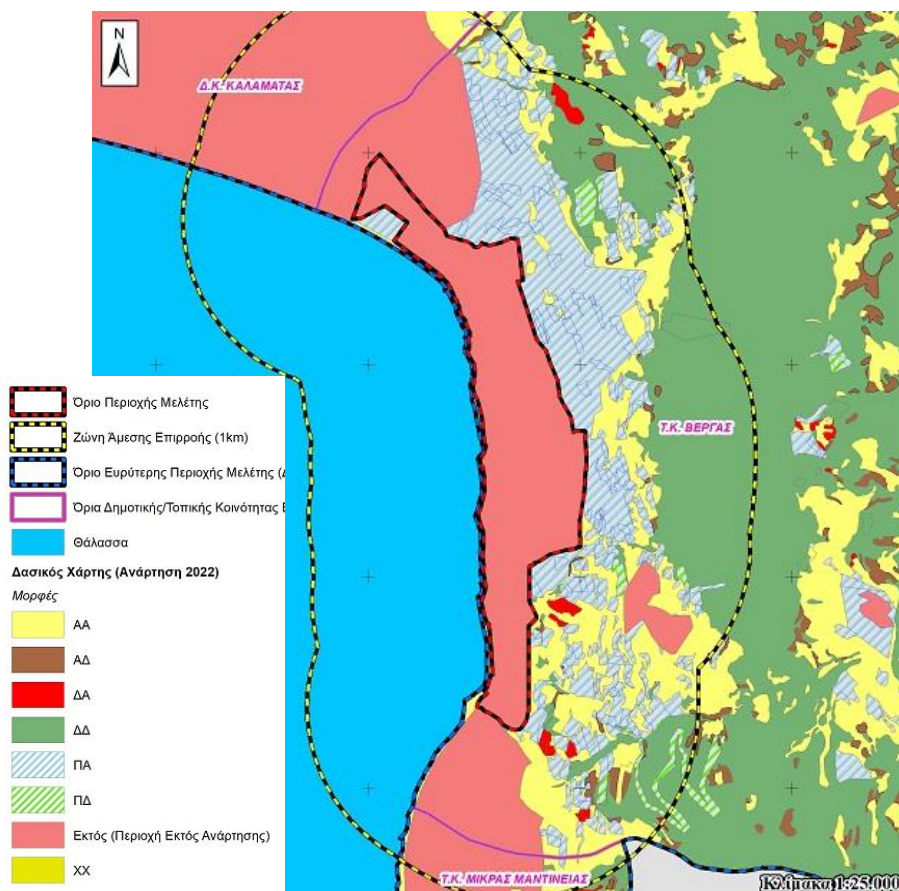 N
Δ.Κ. ΚΑΛΑΜΑΤΑΣ
Τ.Κ. ΒΕΡΓΑΣ
Όριο Περιοχής Μελέτης
Ζώνη Άμεσης Επιρροής (1km)
Όριο Ευρύτερης Περιοχής Μελέτης (Δ
Όρια Δημοτικής/Τοπικής Κοινότητας
Θάλασσα
Δασικός Χάρτης (Ανάρτηση 2022)
Μορφές
ΑΑ
ΑΔ
ΔΑ
ΔΔ
ΠΑ
ΠΔ
Εκτός (Περιοχή Εκτός Ανάρτησης)
ΧΧ
Τ.Κ. ΜΙΚΡΑΣ ΜΑΝΤΙΝΕΙΑΣ
Κλίμακα 1:25.000